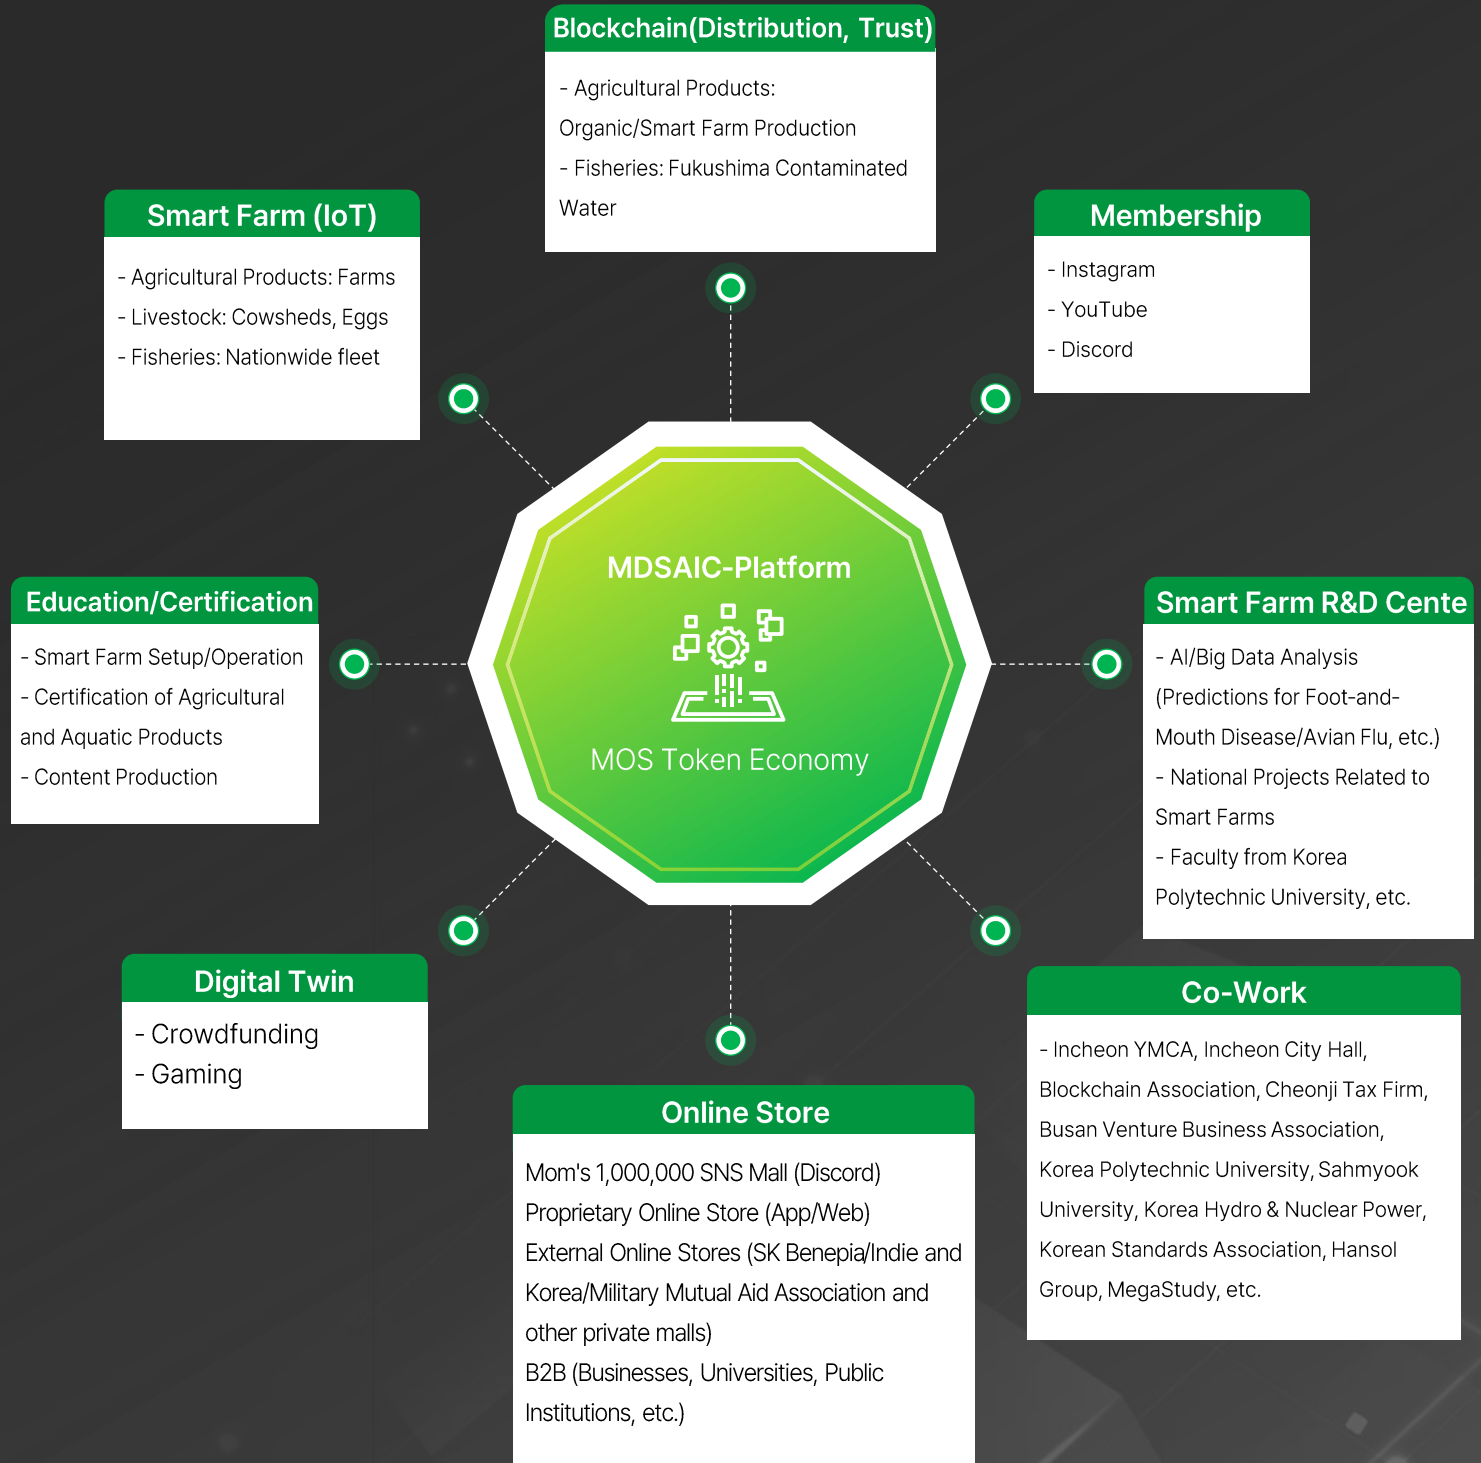 Blockchain(Distribution, Trust)
- Agricultural Products:
Organic/Smart Farm Production
- Fisheries: Fukushima Contaminated
Water
Smart Farm (IoT)
- Agricultural Products: Farms
- Livestock: Cowsheds, Eggs
- Fisheries: Nationwide fleet
Membership
- Instagram
- YouTube
- Discord
MDSAIC-Platform
MOS Token Economy
Education/Certification
- Smart Farm Setup/Operation
- Certification of Agricultural
and Aquatic Products
- Content Production
Smart Farm R&D Cente
- AI/Big Data Analysis
(Predictions for Foot-and-
Mouth Disease/Avian Flu, etc.)
- National Projects Related to
Smart Farms
- Faculty from Korea
Polytechnic University, etc.
Digital Twin
- Crowdfunding
- Gaming
Online Store
Mom's 1,000,000 SNS Mall (Discord)
Proprietary Online Store (App/Web)
External Online Stores (SK Benepia/Indie and
Korea/Military Mutual Aid Association and
other private malls)
B2B (Businesses, Universities, Public
Institutions, etc.)
Co-Work
- Incheon YMCA, Incheon City Hall,
Blockchain Association, Cheonji Tax Firm,
Busan Venture Business Association,
Korea Polytechnic University, Sahmyook
University, Korea Hydro & Nuclear Power,
Korean Standards Association, Hansol
Group, MegaStudy, etc.